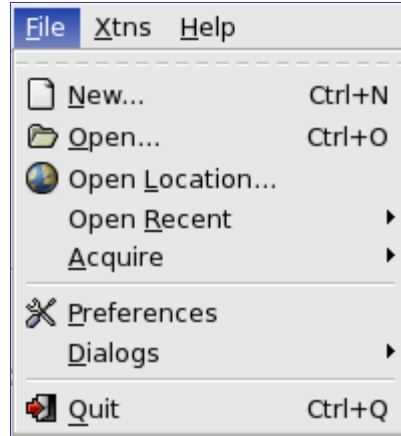 File Xtns Help
New... Ctrl+N
Open... Ctrl+O
Open Location...
Open Recent
Acquire
Preferences
Dialogs
Quit Ctrl+Q